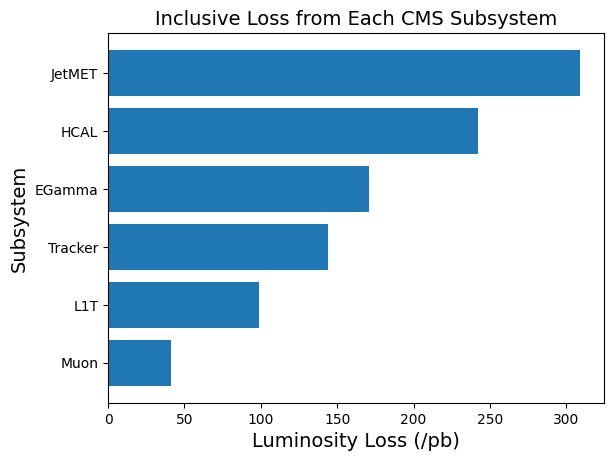 Inclusive Loss from Each CMS Subsystem
Subsystem
JetMET
HCAL
EGamma
Tracker
L1T
Muon
0 50 100 150 200 250 300
Luminosity Loss (/pb)